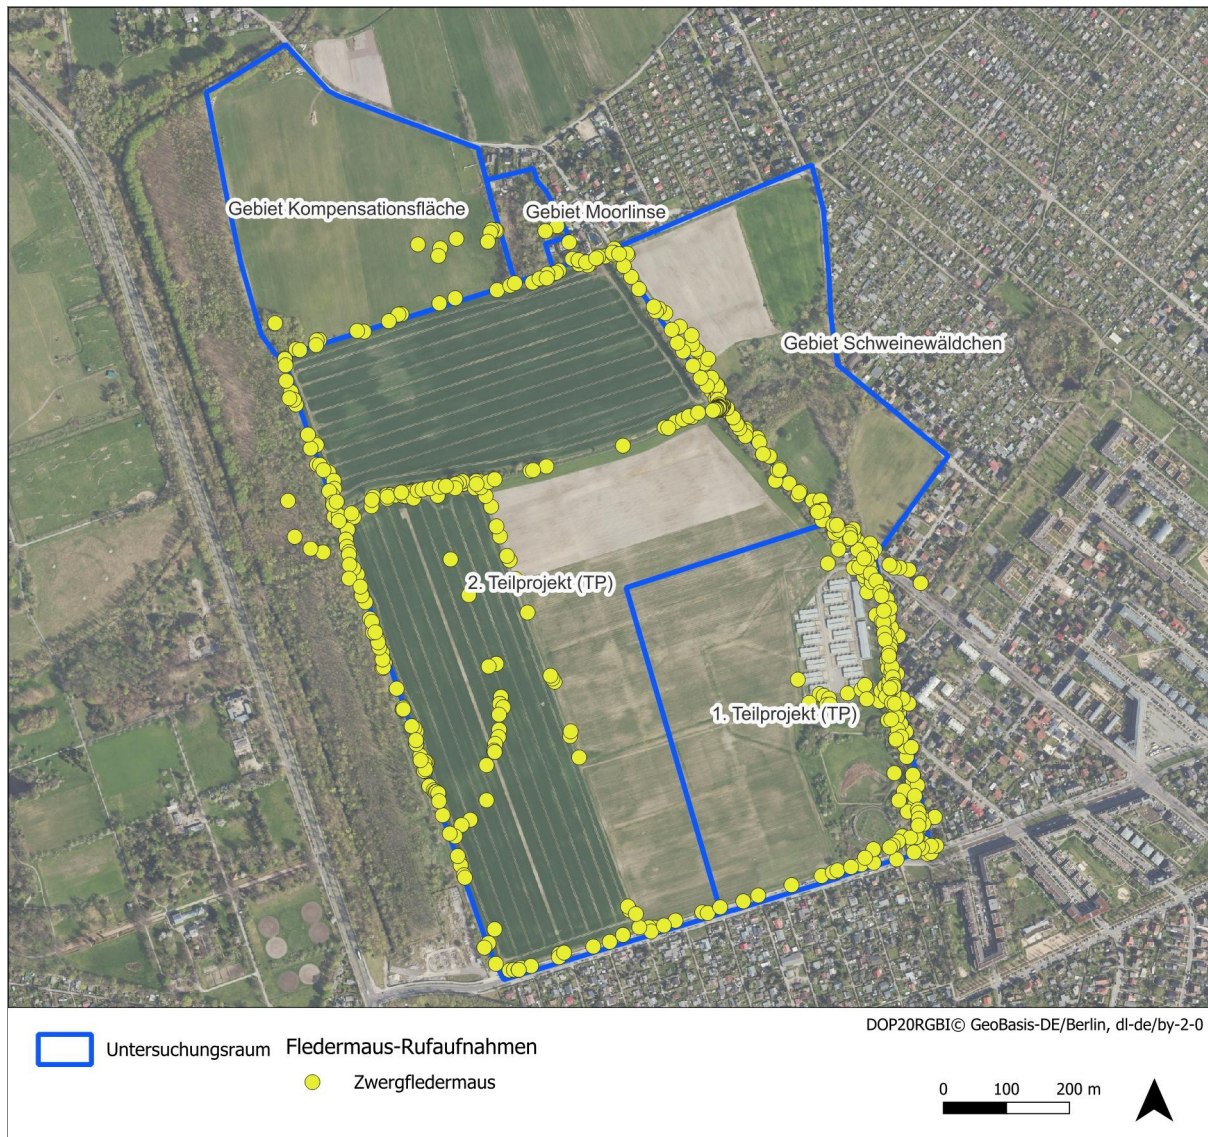 Gebiet Kompensationsfläche
Gebiet Moorlinse
Gebiet Schweinewäldchen
2. Teilprojekt (TP)
1. Teilprojekt (TP)
DOP20RGBI© GeoBasis-DE/Berlin, dl-de/by-2-0
Untersuchungsraum Fledermaus-Rufaufnahmen
Zwergfledermaus
0 100 200 m